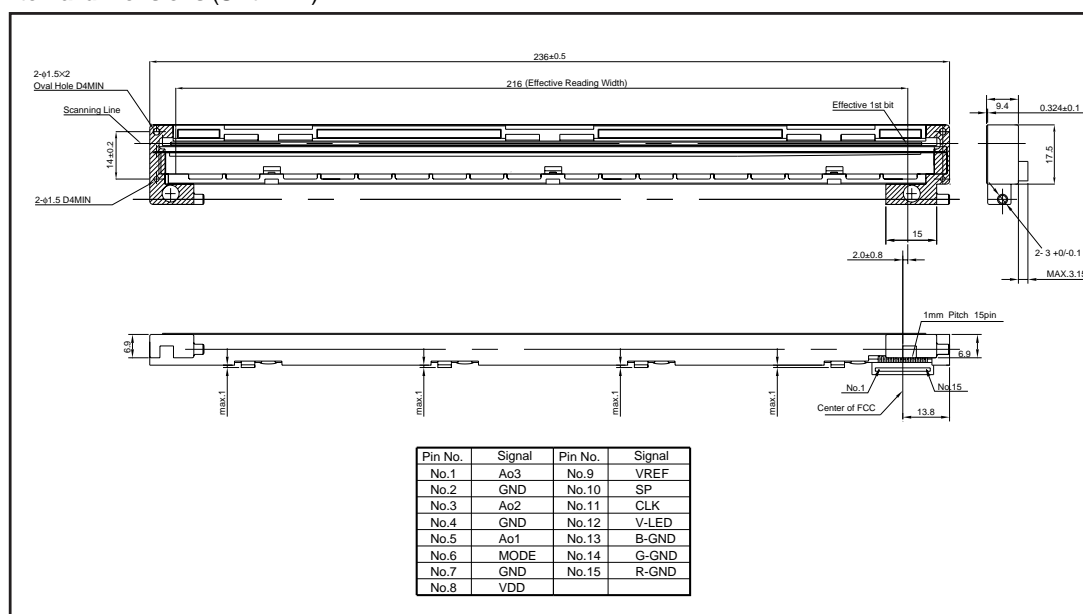 236±0.5
2-φ1.5×2
Oval Hole D4MIN
216 (Effective Reading Width)
Effective 1st bit
Scanning Line
9.4
0.324±0.1
14±0.2
17.5
2-φ1.5 D4MIN
15
2- 3 +0/-0.1
2.0±0.8
MAX.3.15
1mm Pitch 15pin
6.9
6.9
max.1
max.1
max.1
max.1
No.1
No.15
Center of FCC
13.8
Pin No. Signal Pin No. Signal
No.1 Ao3 No.9 VREF
No.2 GND No.10 SP
No.3 Ao2 No.11 CLK
No.4 GND No.12 V-LED
No.5 Ao1 No.13 B-GND
No.6 MODE No.14 G-GND
No.7 GND No.15 R-GND
No.8 VDD